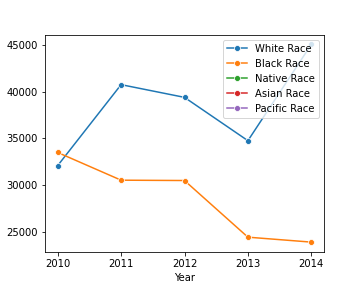 45000
40000
35000
30000
25000
White Race
Black Race
Native Race
Asian Race
Pacific Race
2010 2011 2012 2013 2014
Year